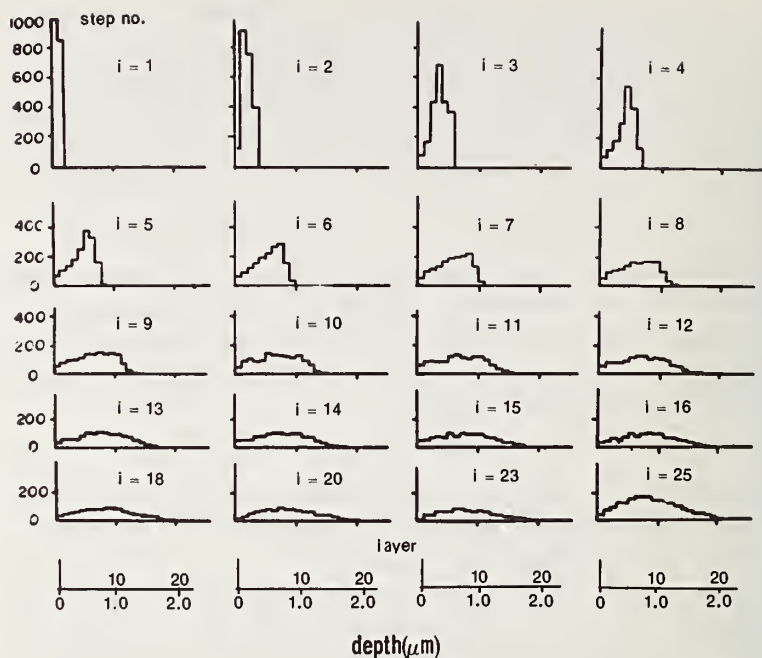 1000 step no.
800
600
400
200
0
i = 1 i = 2 i = 3 i = 4
400
200
0
i = 5 i = 6 i = 7 i = 8
400
200
0
i = 9 i = 10 i = 11 i = 12
200
0
i = 13 i = 14 i = 15 i = 16
200
0
i = 18 i = 20 i = 23 i = 25
layer
10 20 10 20 10 20 10 20
0 1.0 2.0 0 1.0 2.0 0 1.0 2.0 0 1.0 2.0
depth(μm)